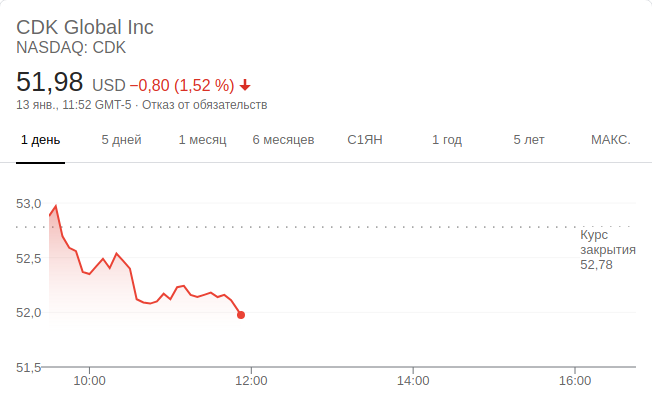 CDK Global Inc
NASDAQ: CDK
51,98 USD −0,80 (1,52 %)
13 янв., 11:52 GMT-5 · Отказ от обязательств
1 день 5 дней 1 месяц 6 месяцев С1ЯН 1 год 5 лет МАКС.
53,0
Курс
закрытия
52,78
52,5
52,0
51,5
10:00 12:00 14:00 16:00